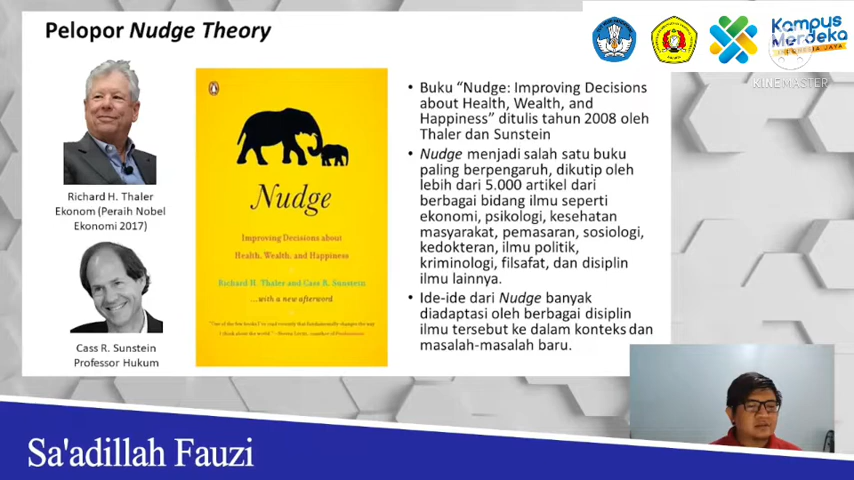 Pelopor Nudge Theory
Kampus
Merdeka
INDONESIA JAYA
KINEMASTER
Richard H. Thaler
Ekonom (Peraih Nobel
Ekonomi 2017)
Cass R. Sunstein
Professor Hukum
Nudge
Improving Decisions about
Health, Wealth, and Happiness
Richard H. Thaler and Cass R. Sunstein
...with a new afterword
• Buku “Nudge: Improving Decisions
about Health, Wealth, and
Happiness” ditulis tahun 2008 oleh
Thaler dan Sunstein
• Nudge menjadi salah satu buku
paling berpengaruh, dikutip oleh
lebih dari 5.000 artikel dari
berbagai bidang ilmu seperti
ekonomi, psikologi, kesehatan
masyarakat, pemasaran, sosiologi,
kedokteran, ilmu politik,
kriminologi, filsafat, dan disiplin
ilmu lainnya.
• Ide-ide dari Nudge banyak
diadaptasi oleh berbagai disiplin
ilmu tersebut ke dalam konteks dan
masalah-masalah baru.
Sa'adillah Fauzi